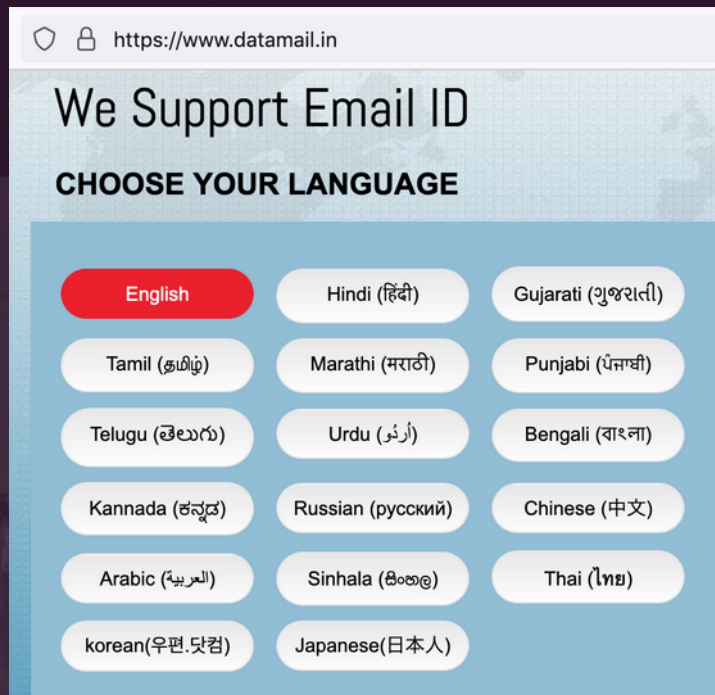 https://www.datamail.in
We Support Email ID
CHOOSE YOUR LANGUAGE
English
Hindi (हिंदी)
Gujarati (ગુજરાતી)
Tamil (தமிழ்)
Marathi (मराठी)
Punjabi (ਪੰਜਾਬੀ)
Telugu (తెలుగు)
Urdu (اُردُو)
Bengali (বাংলা)
Kannada (ಕನ್ನಡ)
Russian (русский)
Chinese (中文)
Arabic (العربية)
Sinhala (සිංහල)
Thai (ไทย)
korean(우편.닷컴)
Japanese(日本人)